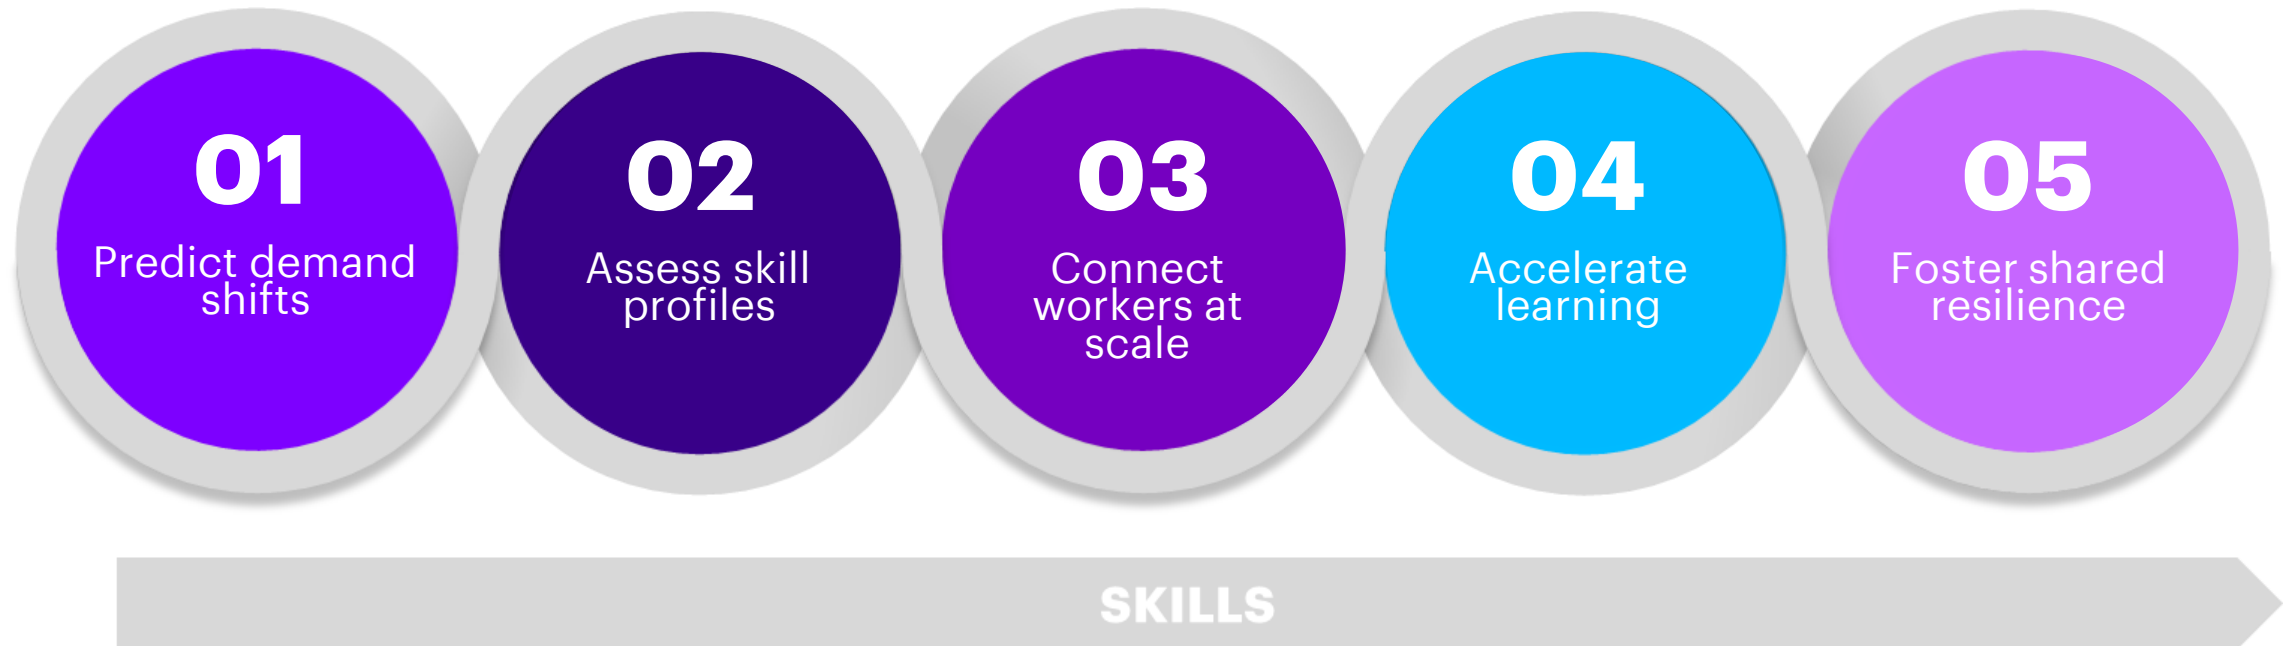 01
Predict demand
shifts
02
Assess skill
profiles
03
Connect
workers at
scale
04
Accelerate
learning
05
Foster shared
resilience
SKILLS